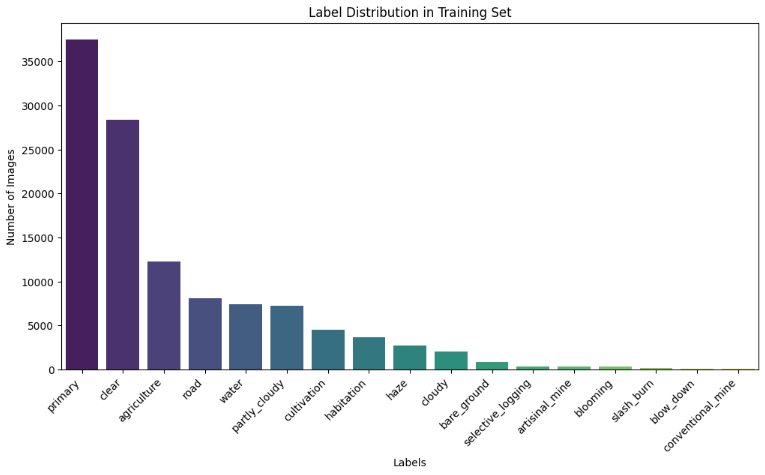 Label Distribution in Training Set
Number of Images
35000
30000
25000
20000
15000
10000
5000
0
primary
clear
agriculture
road
water
partly_cloudy
cultivation
habitation
haze
cloudy
bare_ground
selective_logging
artisinal_mine
blooming
slash_burn
blow_down
conventional_mine
Labels